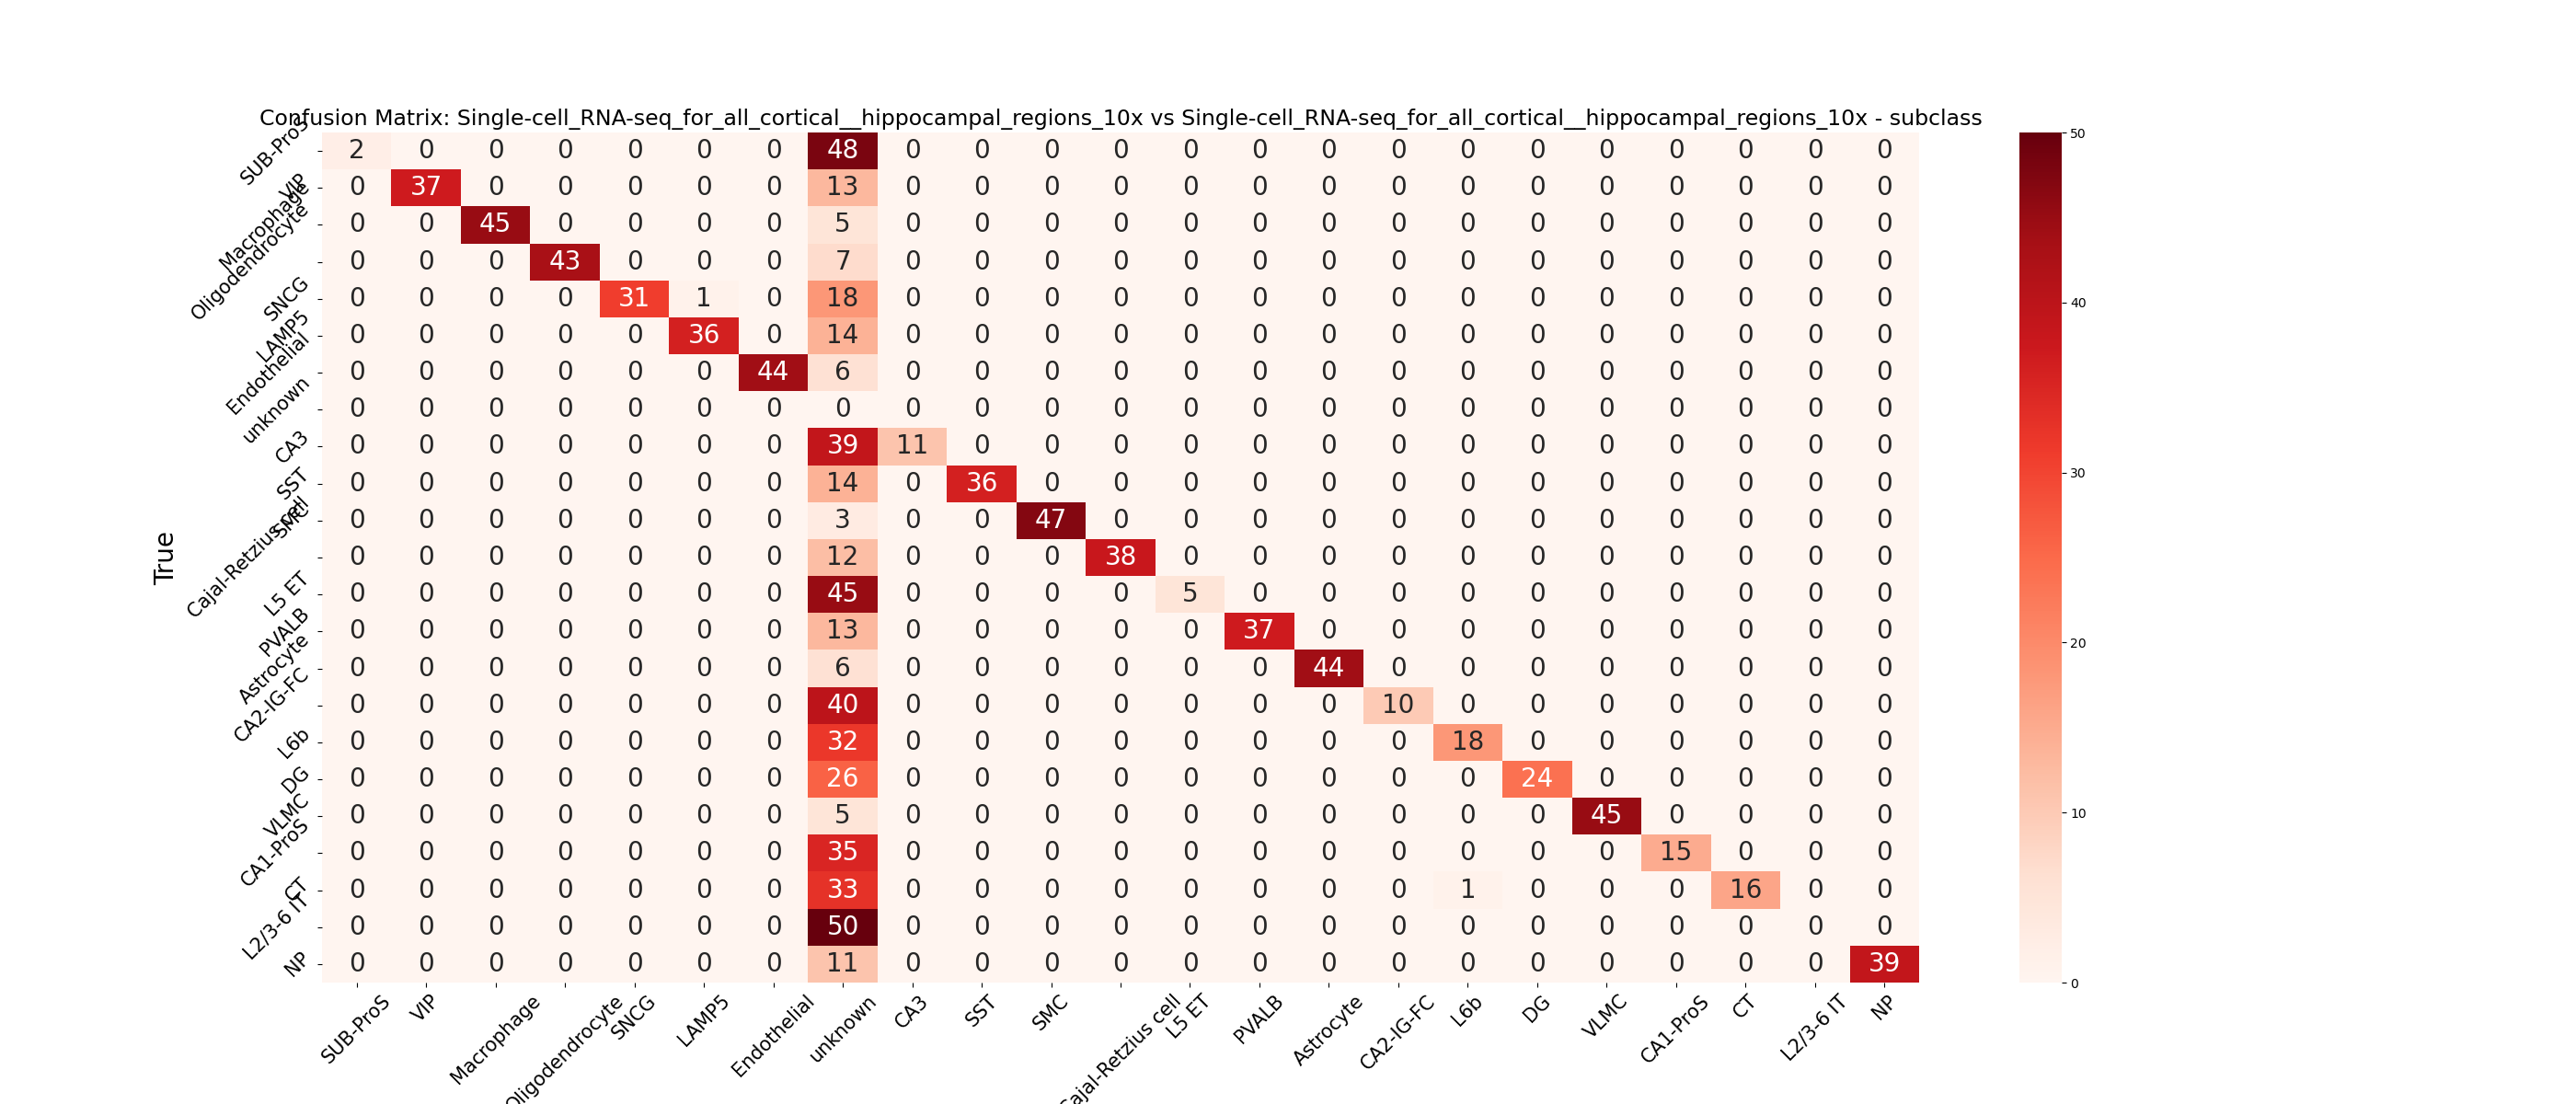 Confusion Matrix: Single-cell_RNA-seq_for_all_cortical__hippocampal_regions_10x vs Single-cell_RNA-seq_for_all_cortical__hippocampal_regions_10x - subclass
True
SUB-ProS 2 0 0 0 0 0 0 48 0 0 0 0 0 0 0 0 0 0 0 0 0 0 0
VIP 0 37 0 0 0 0 0 13 0 0 0 0 0 0 0 0 0 0 0 0 0 0 0
Macrophage 0 0 45 0 0 0 0 5 0 0 0 0 0 0 0 0 0 0 0 0 0 0 0
Oligodendrocyte 0 0 0 43 0 0 0 7 0 0 0 0 0 0 0 0 0 0 0 0 0 0 0
SNCG 0 0 0 0 31 1 0 18 0 0 0 0 0 0 0 0 0 0 0 0 0 0 0
LAMP5 0 0 0 0 0 36 0 14 0 0 0 0 0 0 0 0 0 0 0 0 0 0 0
Endothelial 0 0 0 0 0 0 44 6 0 0 0 0 0 0 0 0 0 0 0 0 0 0 0
unknown 0 0 0 0 0 0 0 0 0 0 0 0 0 0 0 0 0 0 0 0 0 0 0
CA3 0 0 0 0 0 0 0 39 11 0 0 0 0 0 0 0 0 0 0 0 0 0 0
SST 0 0 0 0 0 0 0 14 0 36 0 0 0 0 0 0 0 0 0 0 0 0 0
SMC 0 0 0 0 0 0 0 3 0 0 47 0 0 0 0 0 0 0 0 0 0 0 0
Cajal-Retzius cell 0 0 0 0 0 0 0 12 0 0 0 38 0 0 0 0 0 0 0 0 0 0 0
L5 ET 0 0 0 0 0 0 0 45 0 0 0 0 5 0 0 0 0 0 0 0 0 0 0
PVALB 0 0 0 0 0 0 0 13 0 0 0 0 0 37 0 0 0 0 0 0 0 0 0
Astrocyte 0 0 0 0 0 0 0 6 0 0 0 0 0 0 44 0 0 0 0 0 0 0 0
CA2-IG-FC 0 0 0 0 0 0 0 40 0 0 0 0 0 0 0 10 0 0 0 0 0 0 0
L6b 0 0 0 0 0 0 0 32 0 0 0 0 0 0 0 0 18 0 0 0 0 0 0
DG 0 0 0 0 0 0 0 26 0 0 0 0 0 0 0 0 0 24 0 0 0 0 0
VLMC 0 0 0 0 0 0 0 5 0 0 0 0 0 0 0 0 0 0 45 0 0 0 0
CA1-ProS 0 0 0 0 0 0 0 35 0 0 0 0 0 0 0 0 0 0 0 15 0 0 0
CT 0 0 0 0 0 0 0 33 0 0 0 0 0 0 0 0 1 0 0 0 16 0 0
L2/3-6 IT 0 0 0 0 0 0 0 50 0 0 0 0 0 0 0 0 0 0 0 0 0 0 0
NP 0 0 0 0 0 0 0 11 0 0 0 0 0 0 0 0 0 0 0 0 0 0 39
SUB-ProS VIP Macrophage Oligodendrocyte SNCG LAMP5 Endothelial unknown CA3 SST SMC Cajal-Retzius cell L5 ET PVALB Astrocyte CA2-IG-FC L6b DG VLMC CA1-ProS CT L2/3-6 IT NP
50
40
30
20
10
0